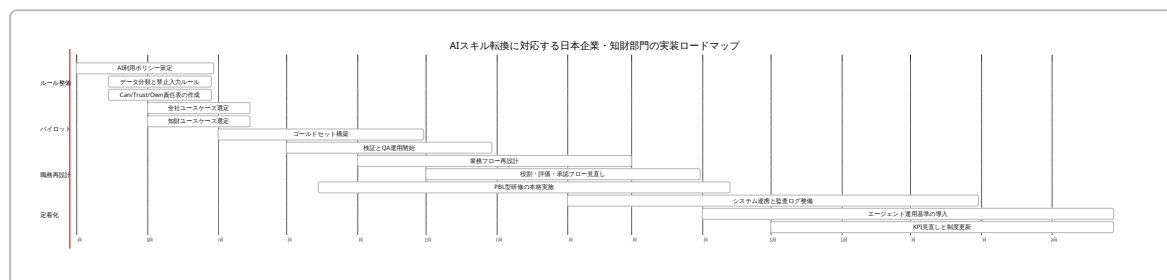 AIスキル転換に対応する日本企業・知財部門の実装ロードマップ
ルール整備
AI利用ポリシー策定
データ分類と禁止入力ルール
Can/Trust/Own責任表の作成
パイロット
全社ユースケース選定
知財ユースケース選定
ゴールドセット構築
検証とQA運用開始
職務再設計
業務フロー再設計
役割・評価・承認フロー見直し
PBL型研修の本格実施
定着化
システム連携と監査ログ整備
エージェント運用基準の導入
KPI見直しと制度更新